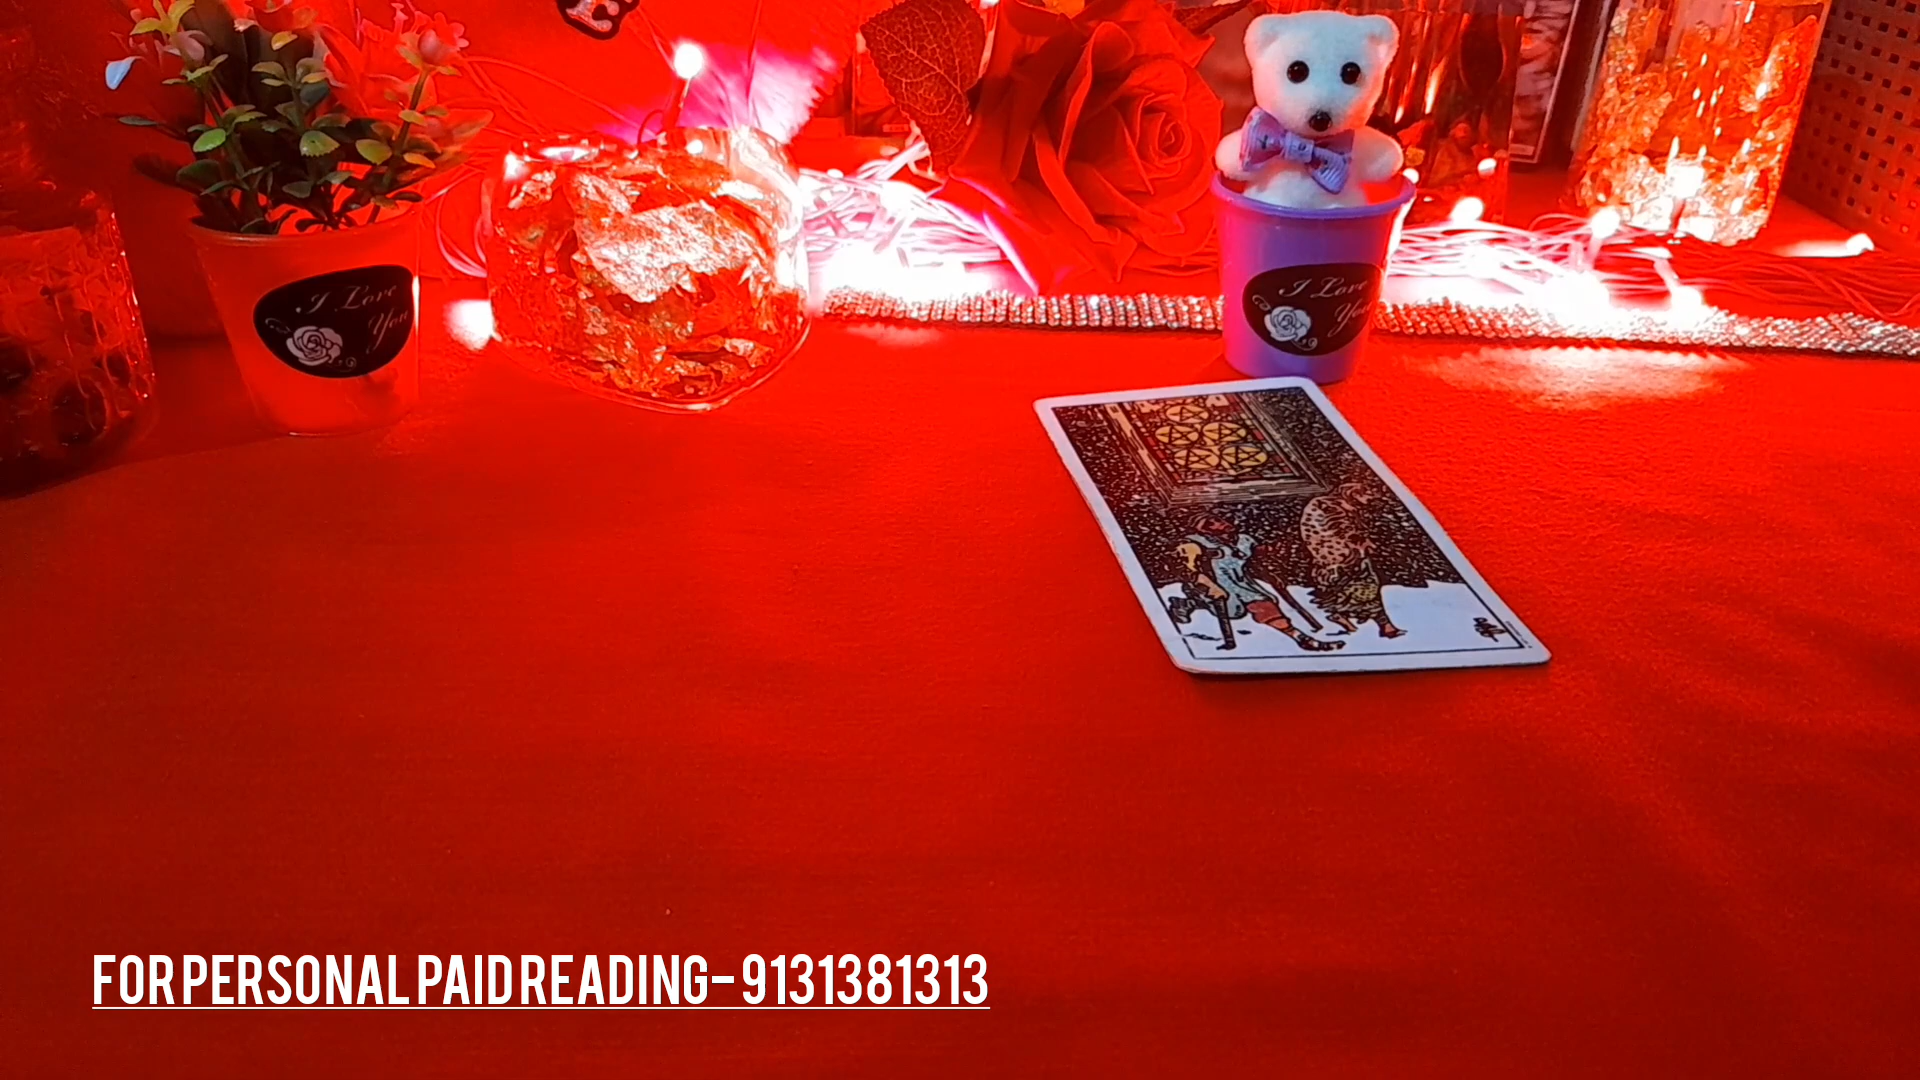 I Love
You
I Love
You
FOR PERSONAL PAID READING- 9131381313